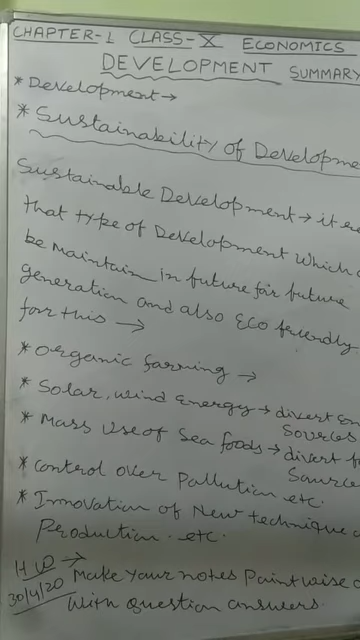 CHAPTER-1 CLASS-X ECONOMICS
DEVELOPMENT SUMMARY
* Development →
* Sustainability of Developme
Sustainable Development → it
that type of Development which
be Maintain in future for future
generation and also Eco friendly
for this →
* organic farming →
* Solar, wind Energy → divert
Sources
* Mass Use of Sea foods → divert
Source
* Control over Pallution etc.
* Innovation of New technique
Production. etc.
H W →
30/4/20 Make your notes Point wise
With question answers.